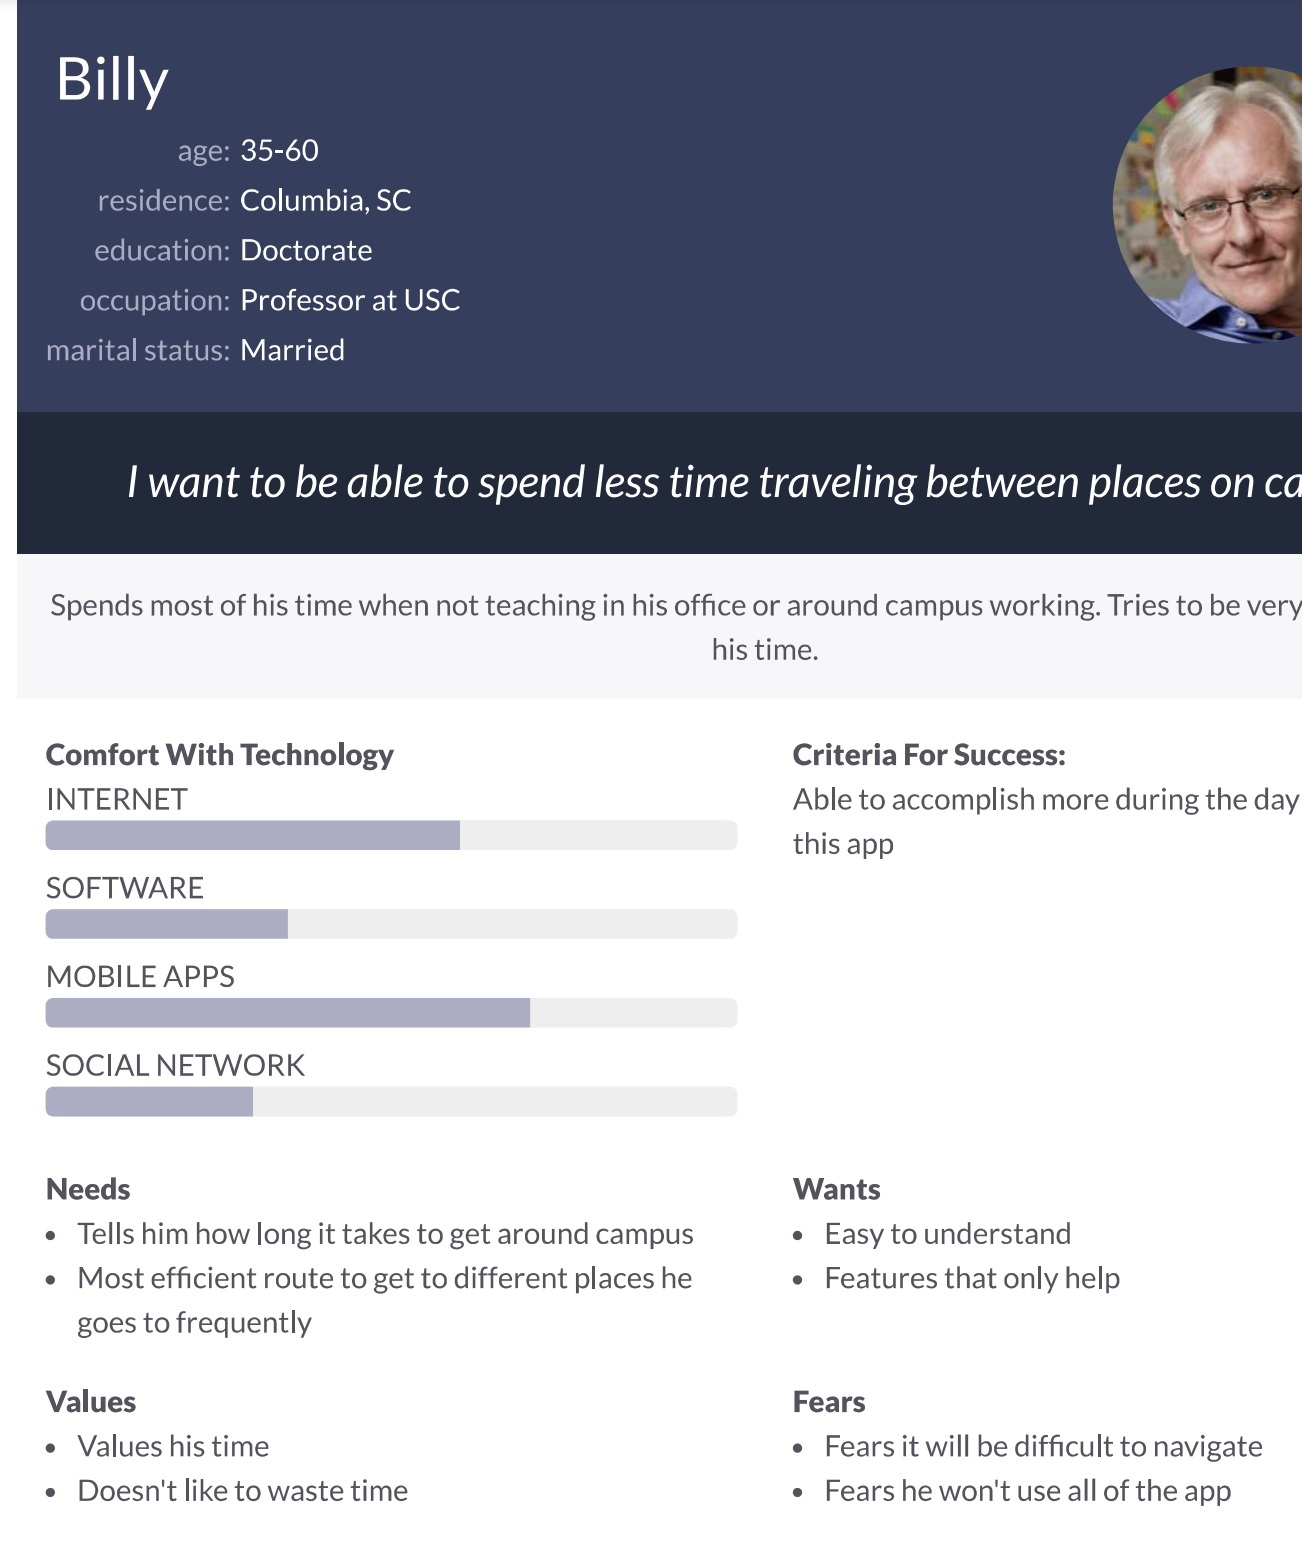 Billy
age: 35-60
residence: Columbia, SC
education: Doctorate
occupation: Professor at USC
marital status: Married
I want to be able to spend less time traveling between places on
Spends most of his time when not teaching in his office or around campus working. Tries to be very
his time.
Comfort With Technology
INTERNET
SOFTWARE
MOBILE APPS
SOCIAL NETWORK
Criteria For Success:
Able to accomplish more during the day
this app
Needs
• Tells him how long it takes to get around campus
• Most efficient route to get to different places he
goes to frequently
Wants
• Easy to understand
• Features that only help
Values
• Values his time
• Doesn't like to waste time
Fears
• Fears it will be difficult to navigate
• Fears he won't use all of the app